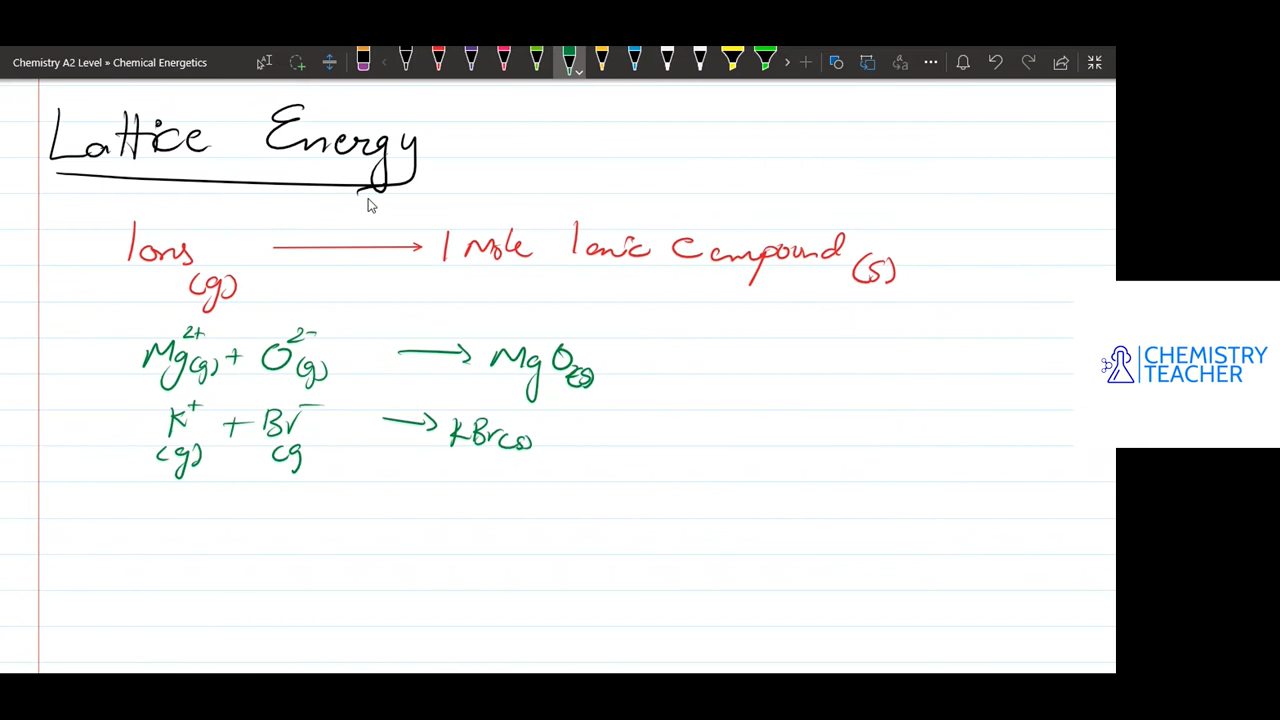 Chemistry A2 Level » Chemical Energetics
Lattice Energy
Ions (g) → 1 Mole Ionic Compound (s)
Mg²⁺(g) + O²⁻(g) → MgO(s)
K⁺(g) + Br⁻(g → KBr(s)
CHEMISTRY
TEACHER